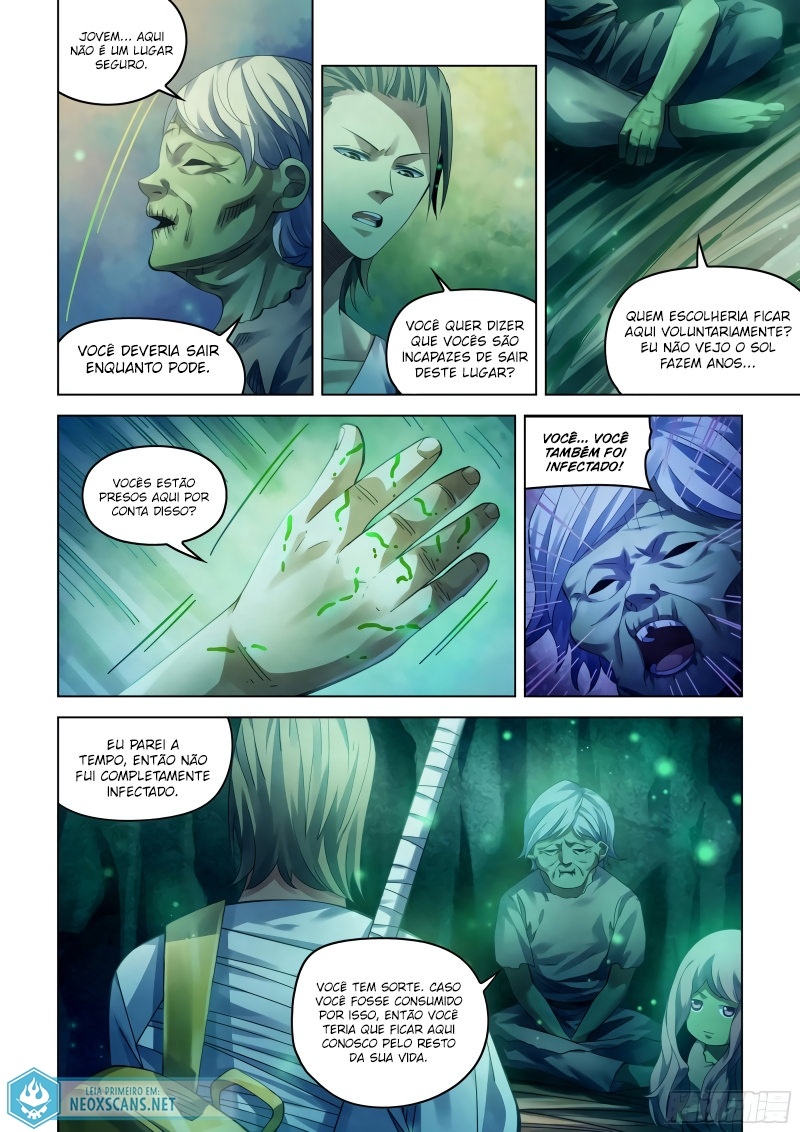 JOVEM... AQUI
NÃO É UM LUGAR
SEGURO.
VOCÊ DEVERIA SAIR
ENQUANTO PODE.
VOCÊ QUER DIZER
QUE VOCÊS SÃO
INCAPAZES DE SAIR
DESTE LUGAR?
QUEM ESCOLHERIA FICAR
AQUI VOLUNTARIAMENTE?
EU NÃO VEJO O SOL
FAZEM ANOS...
VOCÊS ESTÃO
PRESOS AQUI POR
CONTA DISSO?
VOCÊ... VOCÊ
TAMBÉM FOI
INFECTADO!
EU PAREI A
TEMPO, ENTÃO NÃO
FUI COMPLETAMENTE
INFECTADO.
VOCÊ TEM SORTE. CASO
VOCÊ FOSSE CONSUMIDO
POR ISSO, ENTÃO VOCÊ
TERIA QUE FICAR AQUI
CONOSCO PELO RESTO
DA SUA VIDA.
LEIA PRIMEIRO EM:
NEOXSCANS.NET